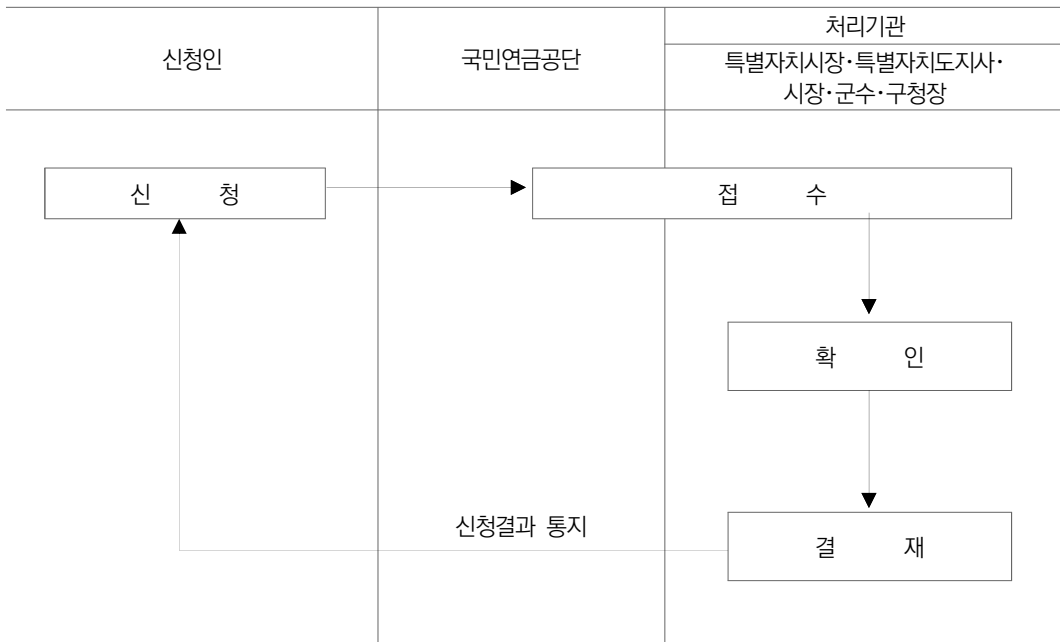 신청인
국민연금공단
처리기관
특별자치시장·특별자치도지사·
시장·군수·구청장
신 청
접 수
확 인
신청결과 통지
결 재